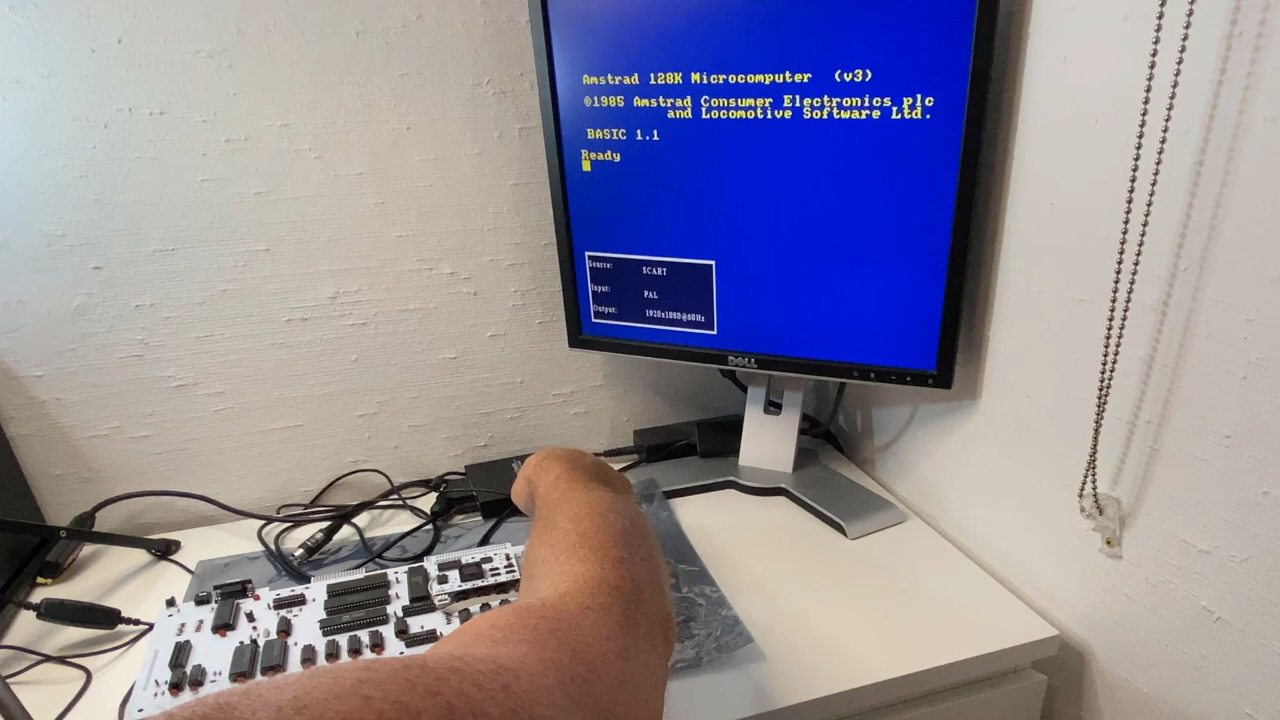 Amstrad 128K Microcomputer (v3)
©1985 Amstrad Consumer Electronics plc
and Locomotive Software Ltd.
BASIC 1.1
Ready
Source: SCART
Input: PAL
Output: 1920x1080@60Hz
DELL